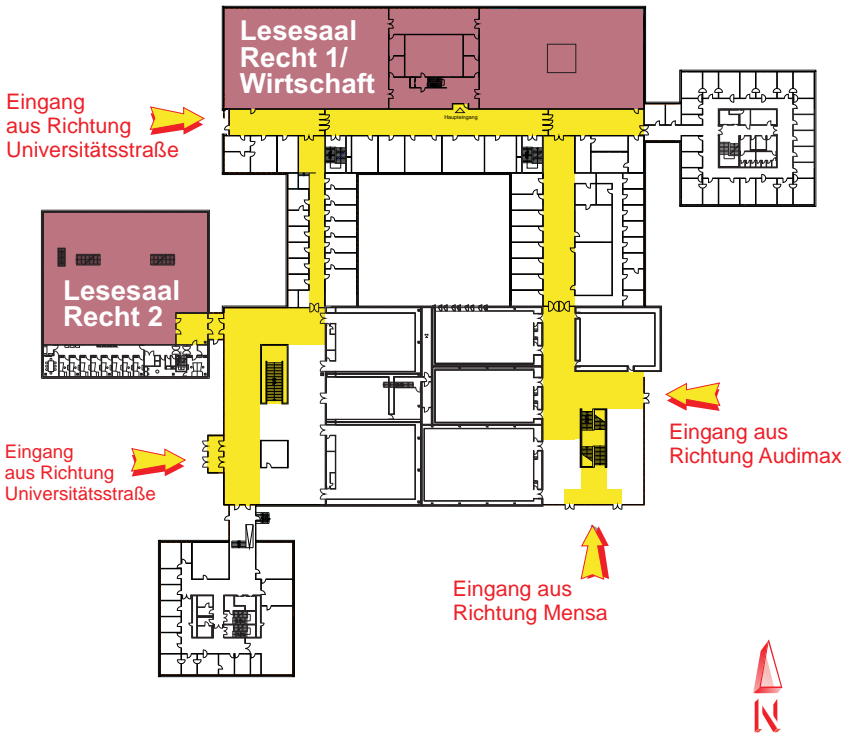 Lesesaal
Recht 1/
Wirtschaft
Eingang
aus Richtung
Universitätsstraße
Haupteingang
Lesesaal
Recht 2
Eingang
aus Richtung
Universitätsstraße
Eingang aus
Richtung Audimax
Eingang aus
Richtung Mensa
N